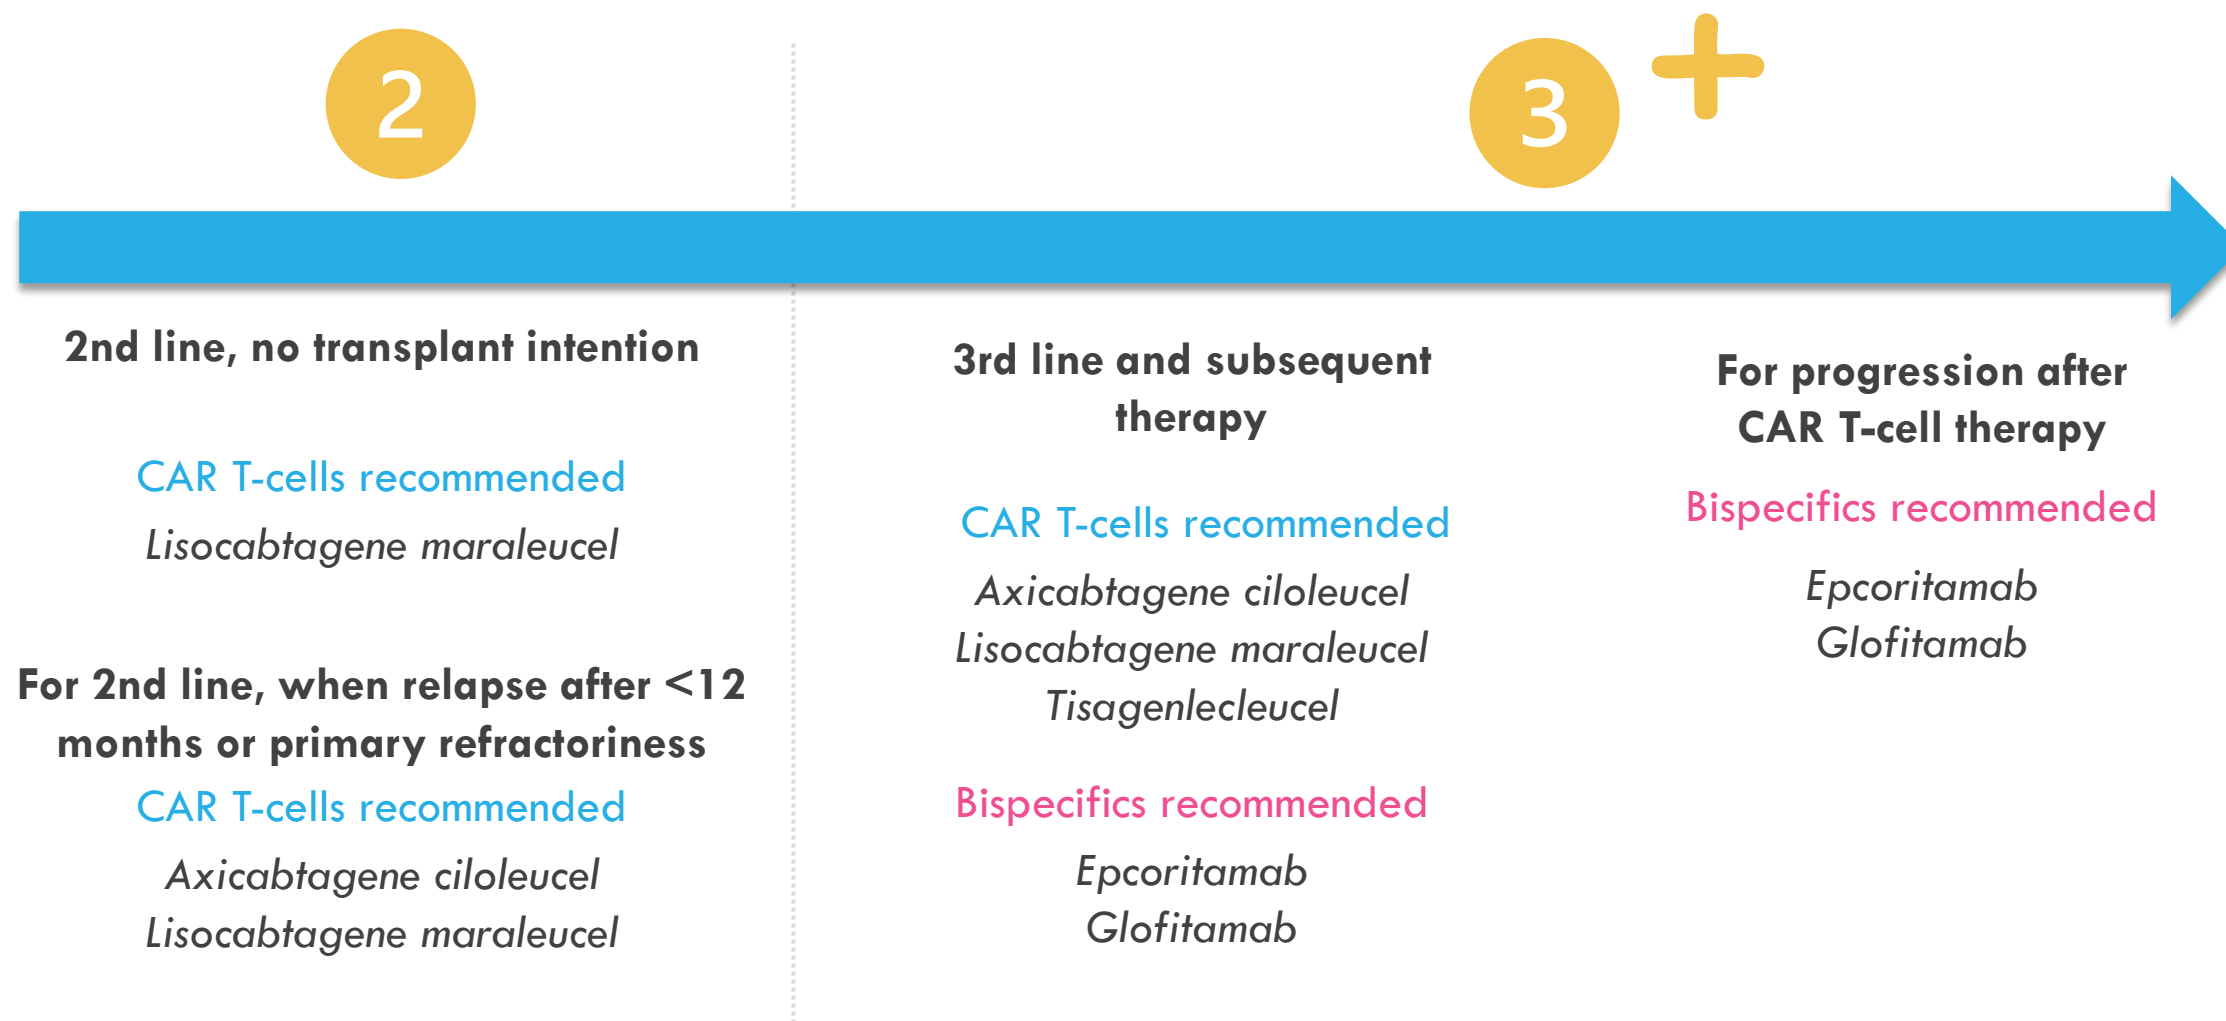 2
3
+
2nd line, no transplant intention
CAR T-cells recommended
Lisocabtagene maraleucel
For 2nd line, when relapse after <12
months or primary refractoriness
CAR T-cells recommended
Axicabtagene ciloleucel
Lisocabtagene maraleucel
3rd line and subsequent
therapy
CAR T-cells recommended
Axicabtagene ciloleucel
Lisocabtagene maraleucel
Tisagenlecleucel
Bispecifics recommended
Epcoritamab
Glofitamab
For progression after
CAR T-cell therapy
Bispecifics recommended
Epcoritamab
Glofitamab